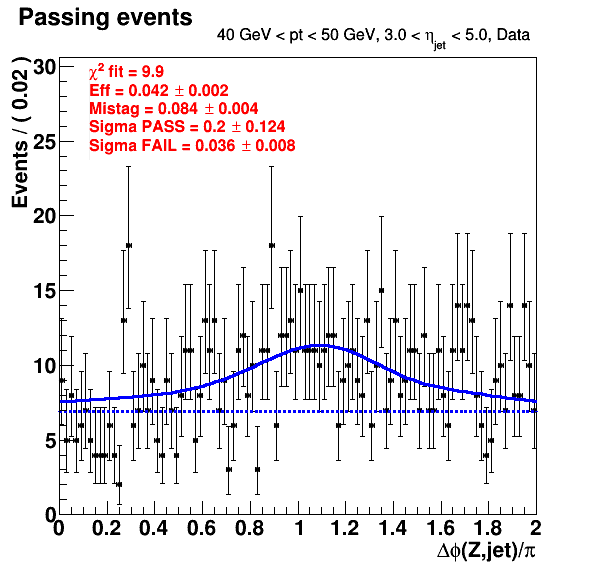 Passing events
40 GeV < pt < 50 GeV, 3.0 < η_jet < 5.0, Data
χ² fit = 9.9
Eff = 0.042 ± 0.002
Mistag = 0.084 ± 0.004
Sigma PASS = 0.2 ± 0.124
Sigma FAIL = 0.036 ± 0.008
Events / ( 0.02 )
30
25
20
15
10
5
0
0 0.2 0.4 0.6 0.8 1 1.2 1.4 1.6 1.8 2
Δϕ(Z,jet)/π